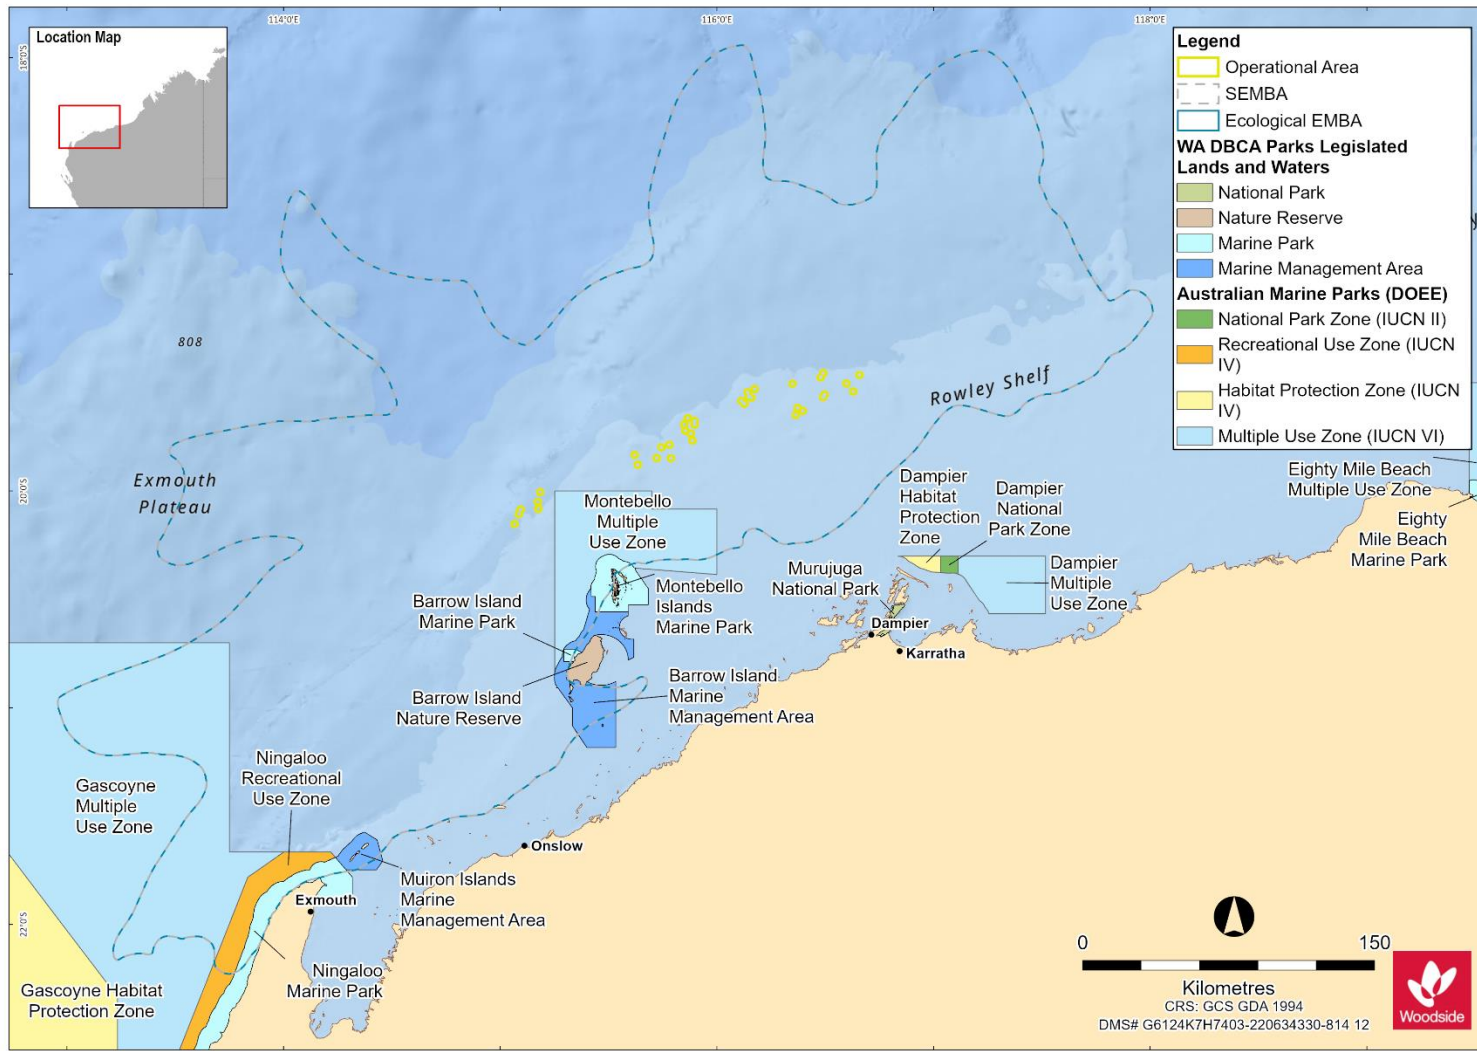 114°0'E
116°0'E
118°0'E
18°0'S
20°0'S
22°0'S
Location Map
Legend
Operational Area
SEMBA
Ecological EMBA
WA DBCA Parks Legislated
Lands and Waters
National Park
Nature Reserve
Marine Park
Marine Management Area
Australian Marine Parks (DOEE)
National Park Zone (IUCN II)
Recreational Use Zone (IUCN
IV)
Habitat Protection Zone (IUCN
IV)
Multiple Use Zone (IUCN VI)
808
Rowley Shelf
Exmouth
Plateau
Montebello
Multiple
Use Zone
Dampier
Habitat
Protection
Zone
Dampier
National
Park Zone
Eighty Mile Beach
Multiple Use Zone
Eighty
Mile Beach
Marine Park
Murujuga
National Park
Dampier
Multiple
Use Zone
Barrow Island
Marine Park
Montebello
Islands
Marine Park
Dampier
Karratha
Barrow Island
Nature Reserve
Barrow Island
Marine
Management Area
Ningaloo
Recreational
Use Zone
Gascoyne
Multiple
Use Zone
Onslow
Muiron Islands
Marine
Management Area
Exmouth
Ningaloo
Marine Park
Gascoyne Habitat
Protection Zone
0
150
Kilometres
CRS: GCS GDA 1994
DMS# G6124K7H7403-220634330-814 12
Woodside